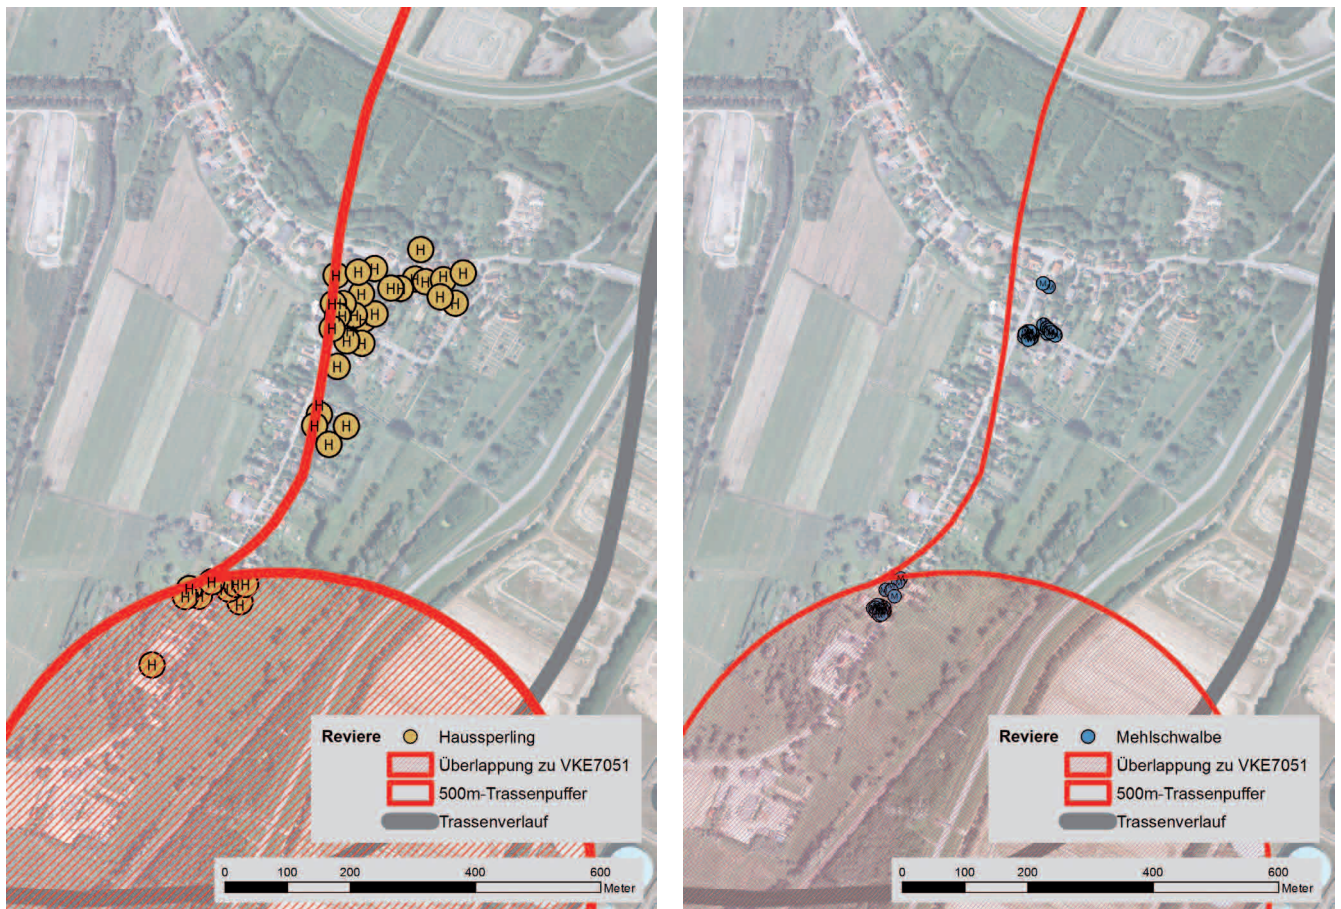 Reviere Haussperling
Überlappung zu VKE7051
500m-Trassenpuffer
Trassenverlauf
0 100 200 400 600
Meter
Reviere Mehlschwalbe
Überlappung zu VKE7051
500m-Trassenpuffer
Trassenverlauf
0 100 200 400 600
Meter